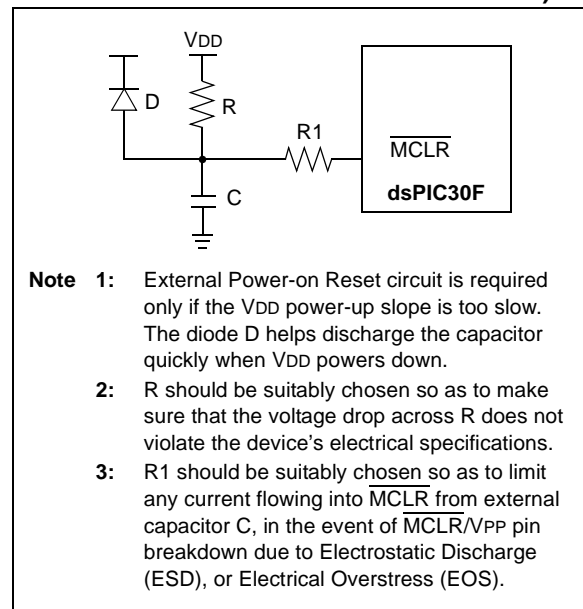 VDD
D
R
R1
MCLR
dsPIC30F
C
Note 1: External Power-on Reset circuit is required
only if the VDD power-up slope is too slow.
The diode D helps discharge the capacitor
quickly when VDD powers down.
2: R should be suitably chosen so as to make
sure that the voltage drop across R does not
violate the device’s electrical specifications.
3: R1 should be suitably chosen so as to limit
any current flowing into MCLR from external
capacitor C, in the event of MCLR/VPP pin
breakdown due to Electrostatic Discharge
(ESD), or Electrical Overstress (EOS).